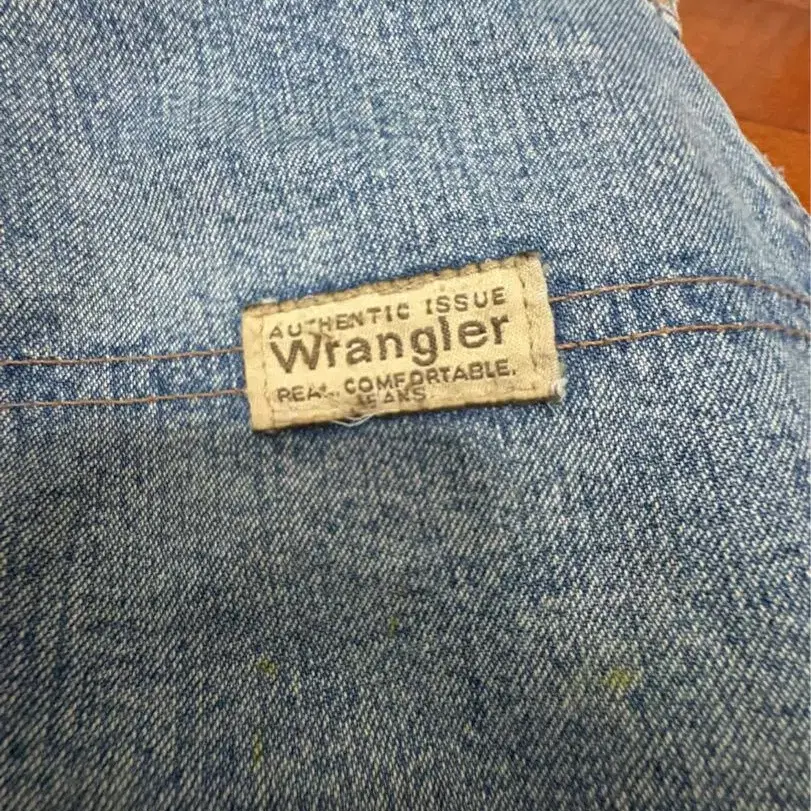 AUTHENTIC ISSUE
Wrangler
REAL. COMFORTABLE.
JEANS